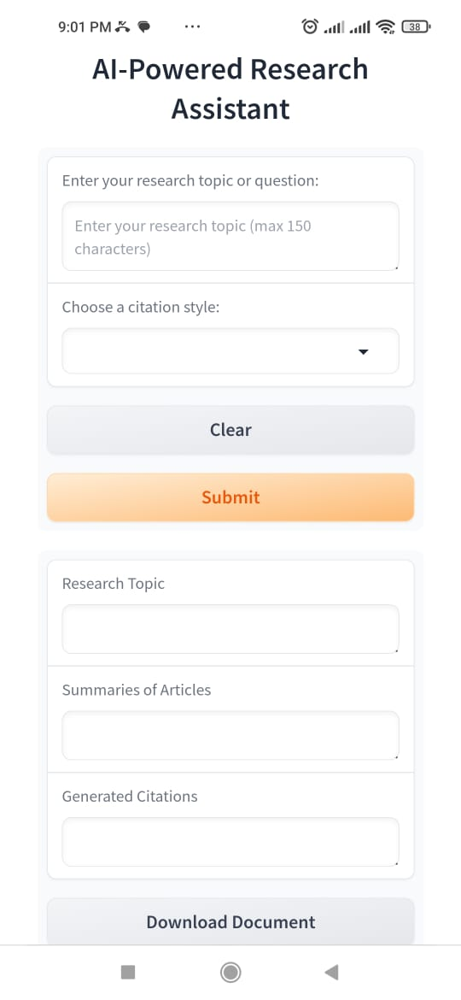 9:01 PM ... 38
AI-Powered Research
Assistant
Enter your research topic or question:
Enter your research topic (max 150
characters)
Choose a citation style:
Clear
Submit
Research Topic
Summaries of Articles
Generated Citations
Download Document